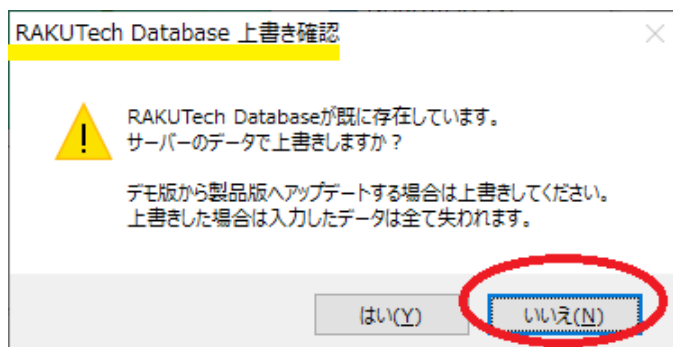 RAKUTech Database 上書き確認
RAKUTech Databaseが既に存在しています。
サーバーのデータで上書きしますか？
デモ版から製品版へアップデートする場合は上書きしてください。
上書きした場合は入力したデータは全て失われます。
はい(Y)
いいえ(N)